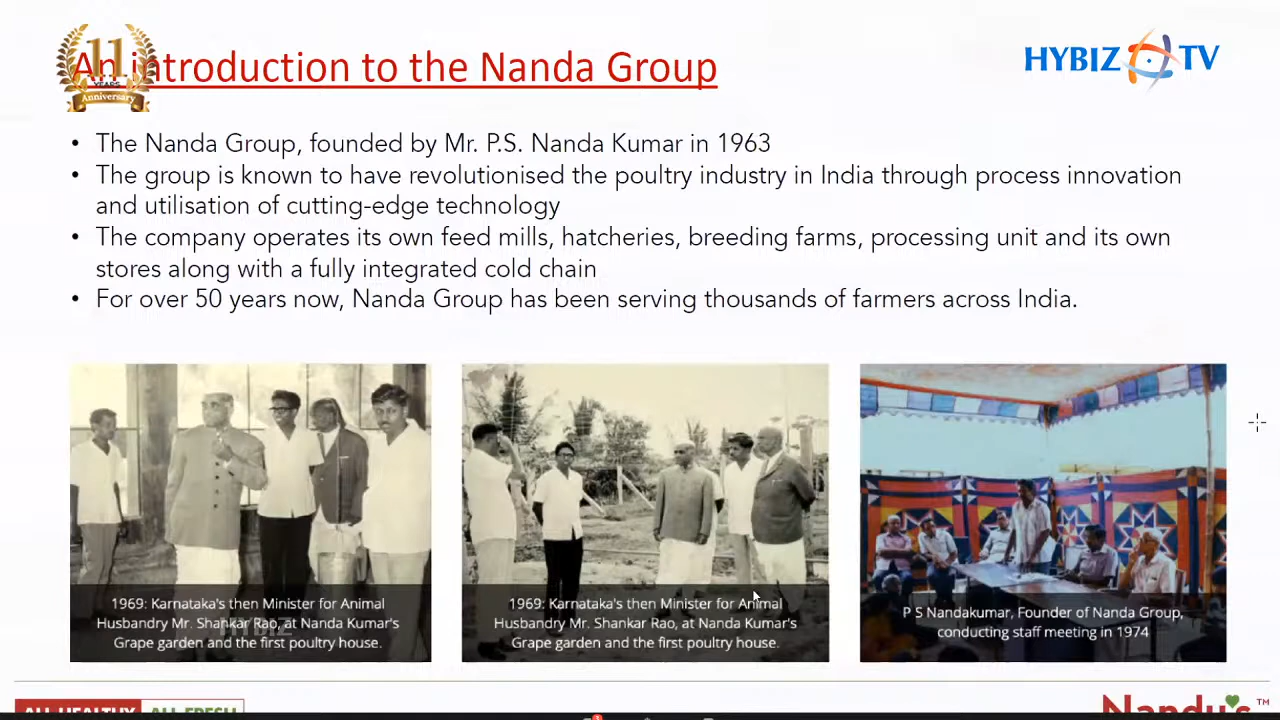 11
YEARS
Anniversary
An introduction to the Nanda Group
HYBIZ TV
• The Nanda Group, founded by Mr. P.S. Nanda Kumar in 1963
• The group is known to have revolutionised the poultry industry in India through process innovation
and utilisation of cutting-edge technology
• The company operates its own feed mills, hatcheries, breeding farms, processing unit and its own
stores along with a fully integrated cold chain
• For over 50 years now, Nanda Group has been serving thousands of farmers across India.
1969: Karnataka's then Minister for Animal
Husbandry Mr. Shankar Rao, at Nanda Kumar's
Grape garden and the first poultry house.
HYBIZ
1969: Karnataka's then Minister for Animal
Husbandry Mr. Shankar Rao, at Nanda Kumar's
Grape garden and the first poultry house.
P S Nandakumar, Founder of Nanda Group,
conducting staff meeting in 1974
ALL HEALTHY ALL FRESH
Nandu's™